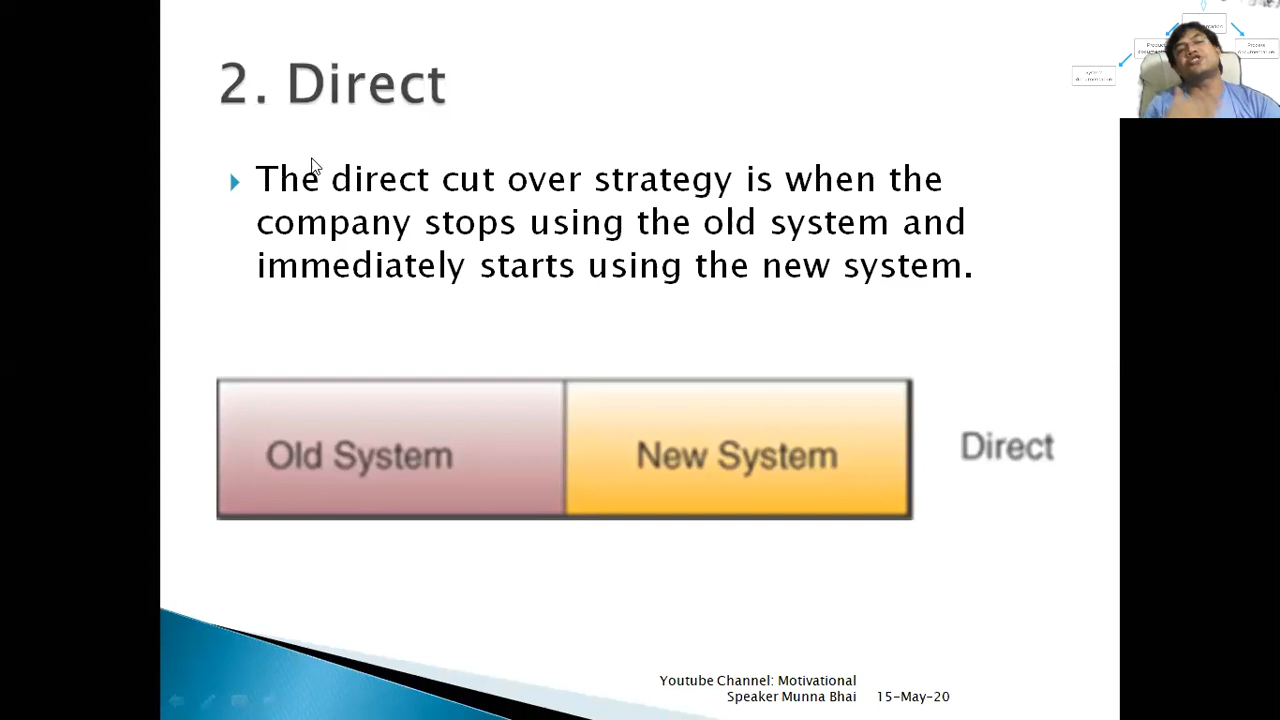 2. Direct
The direct cut over strategy is when the
company stops using the old system and
immediately starts using the new system.
Old System
New System
Direct
Youtube Channel: Motivational
Speaker Munna Bhai
15-May-20
Process